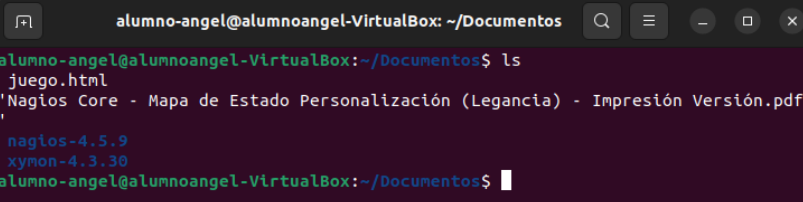 alumno-angel@alumnoangel-VirtualBox: ~/Documentos
alumno-angel@alumnoangel-VirtualBox:~/Documentos$ ls
juego.html
'Nagios Core - Mapa de Estado Personalización (Legancia) - Impresión Versión.pdf
'
nagios-4.5.9
xymon-4.3.30
alumno-angel@alumnoangel-VirtualBox:~/Documentos$